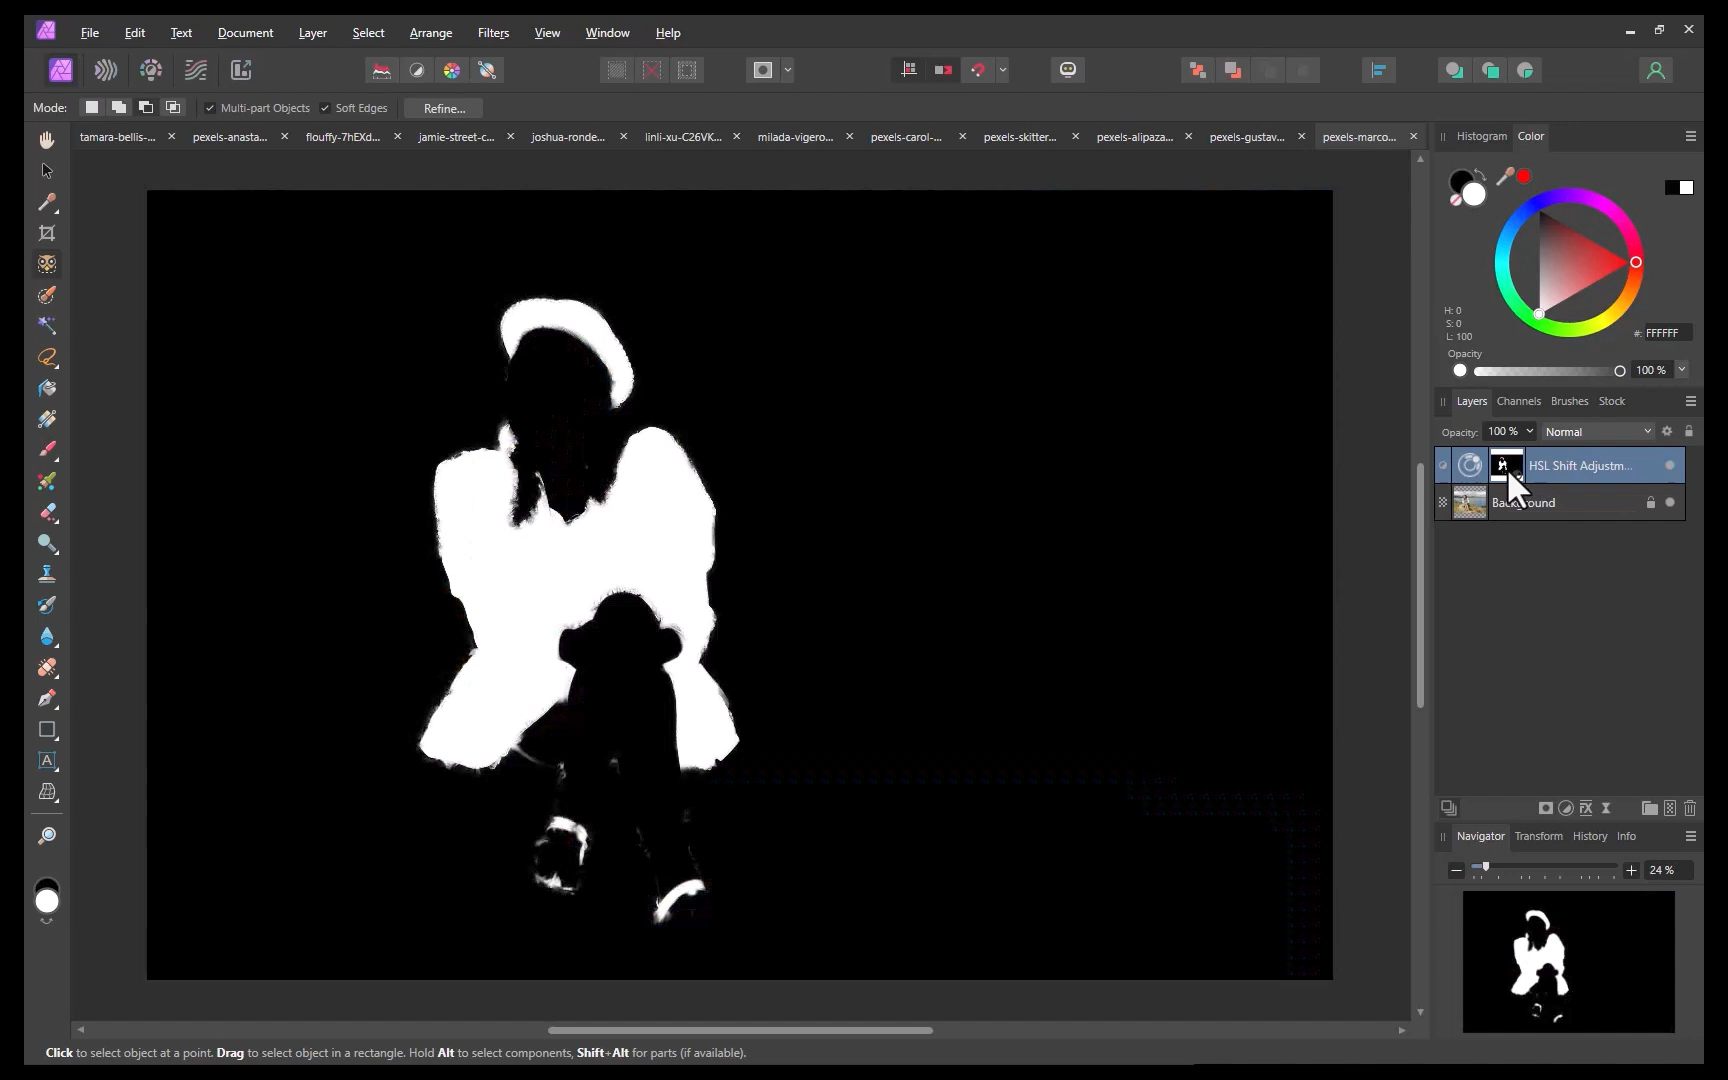 File Edit Text Document Layer Select Arrange Filters View Window Help
Mode: Multi-part Objects Soft Edges Refine...
tamara-bellis-... pexels-anasta... flouffy-7hEXd... jamie-street-c... joshua-ronde... linli-xu-C26VK... milada-vigero... pexels-carol-... pexels-skitter... pexels-alipaza... pexels-gustav... pexels-marco...
Histogram Color
H: 0
S: 0
L: 100
#: FFFFFF
Opacity
100 %
Layers Channels Brushes Stock
Opacity: 100 % Normal
HSL Shift Adjustm...
Background
Navigator Transform History Info
24 %
A
Click to select object at a point. Drag to select object in a rectangle. Hold Alt to select components, Shift+Alt for parts (if available).